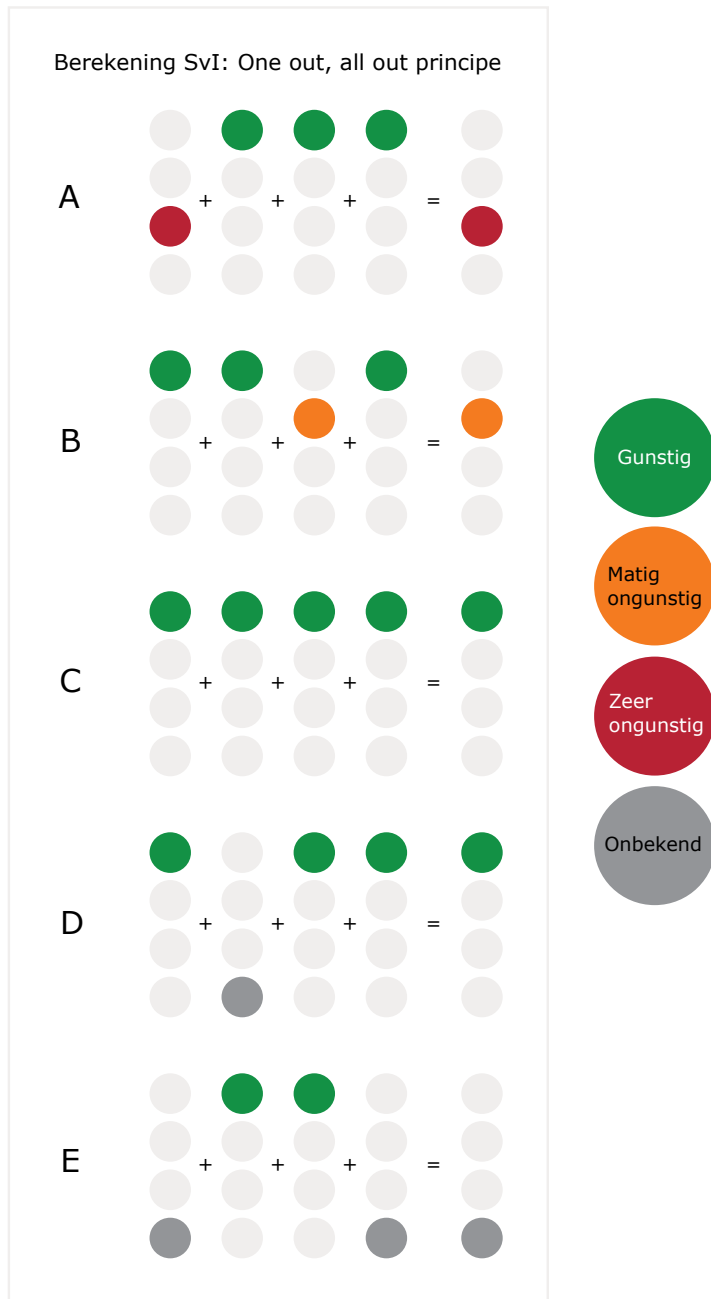 Berekening SvI: One out, all out principe
A
+ + + =
B
+ + + =
C
+ + + =
D
+ + + =
E
+ + + =
Gunstig
Matig
ongunstig
Zeer
ongunstig
Onbekend